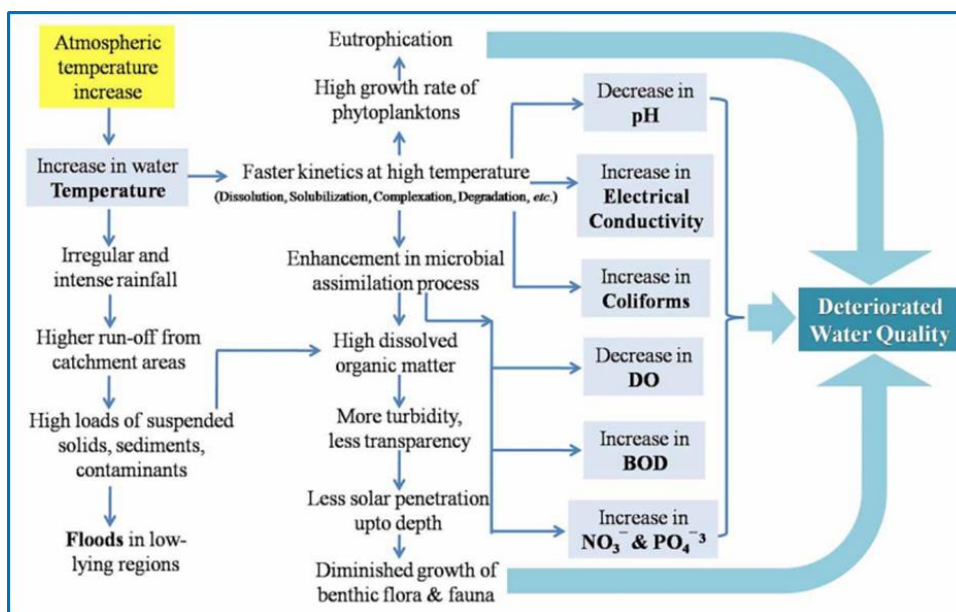 Atmospheric
temperature
increase
Increase in water
Temperature
Irregular and
intense rainfall
Higher run-off from
catchment areas
High loads of suspended
solids, sediments,
contaminants
Floods in low-
lying regions
Eutrophication
High growth rate of
phytoplanktons
Faster kinetics at high temperature
(Dissolution, Solubilization, Complexation, Degradation, etc.)
Enhancement in microbial
assimilation process
High dissolved
organic matter
More turbidity,
less transparency
Less solar penetration
upto depth
Diminished growth of
benthic flora & fauna
Decrease in
pH
Increase in
Electrical
Conductivity
Increase in
Coliforms
Decrease in
DO
Increase in
BOD
Increase in
NO₃⁻ & PO₄⁻³
Deteriorated
Water Quality